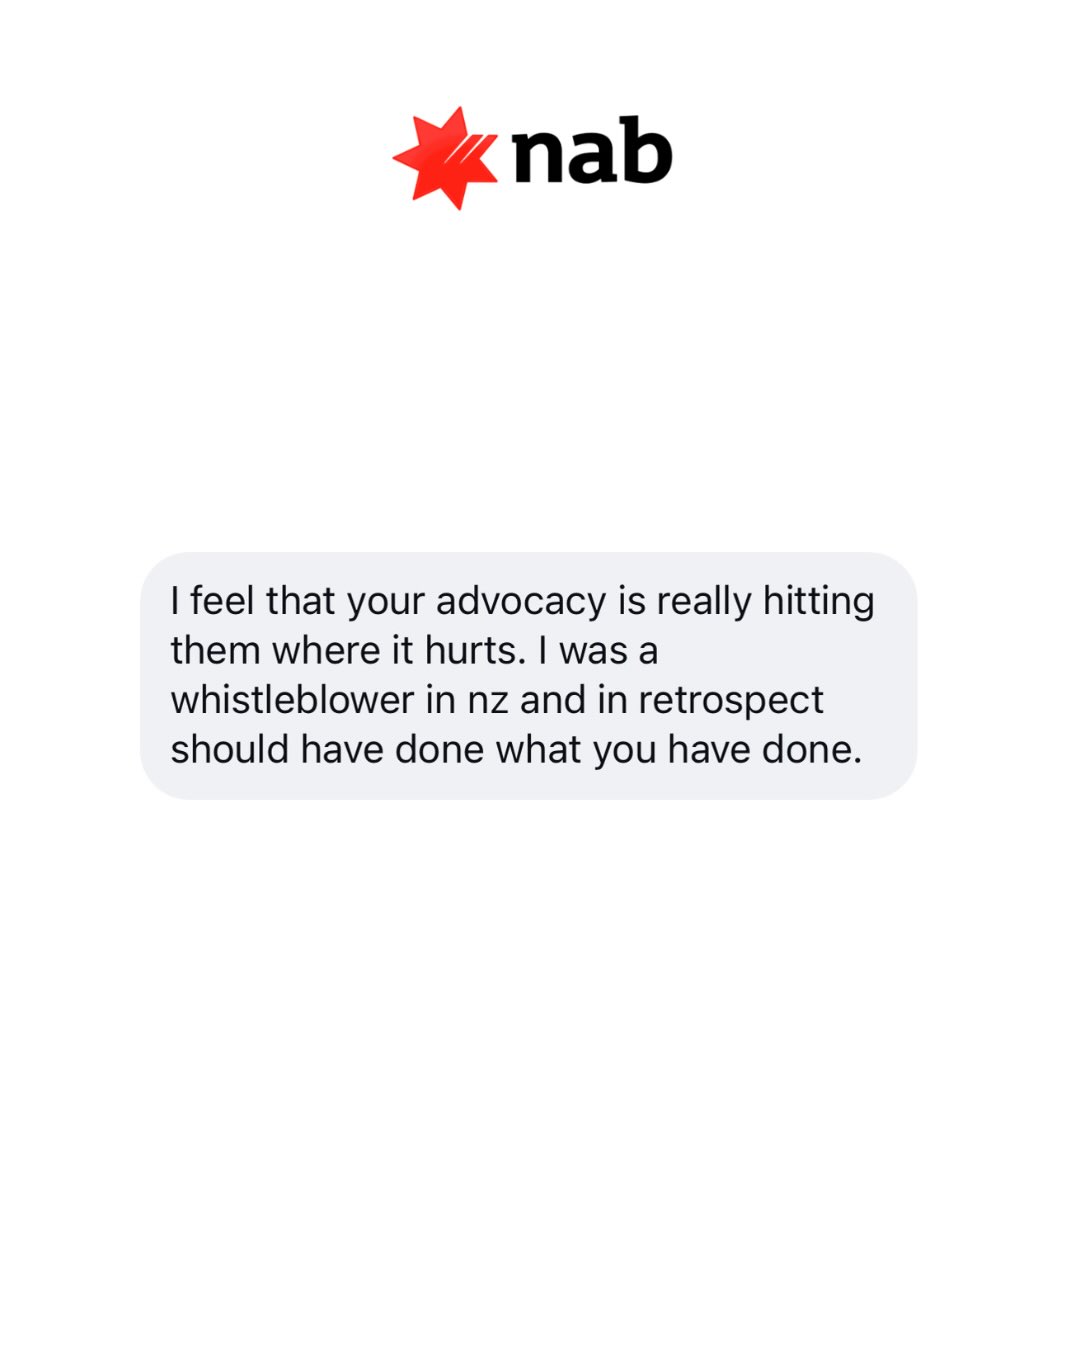 nab
I feel that your advocacy is really hitting
them where it hurts. I was a
whistleblower in nz and in retrospect
should have done what you have done.